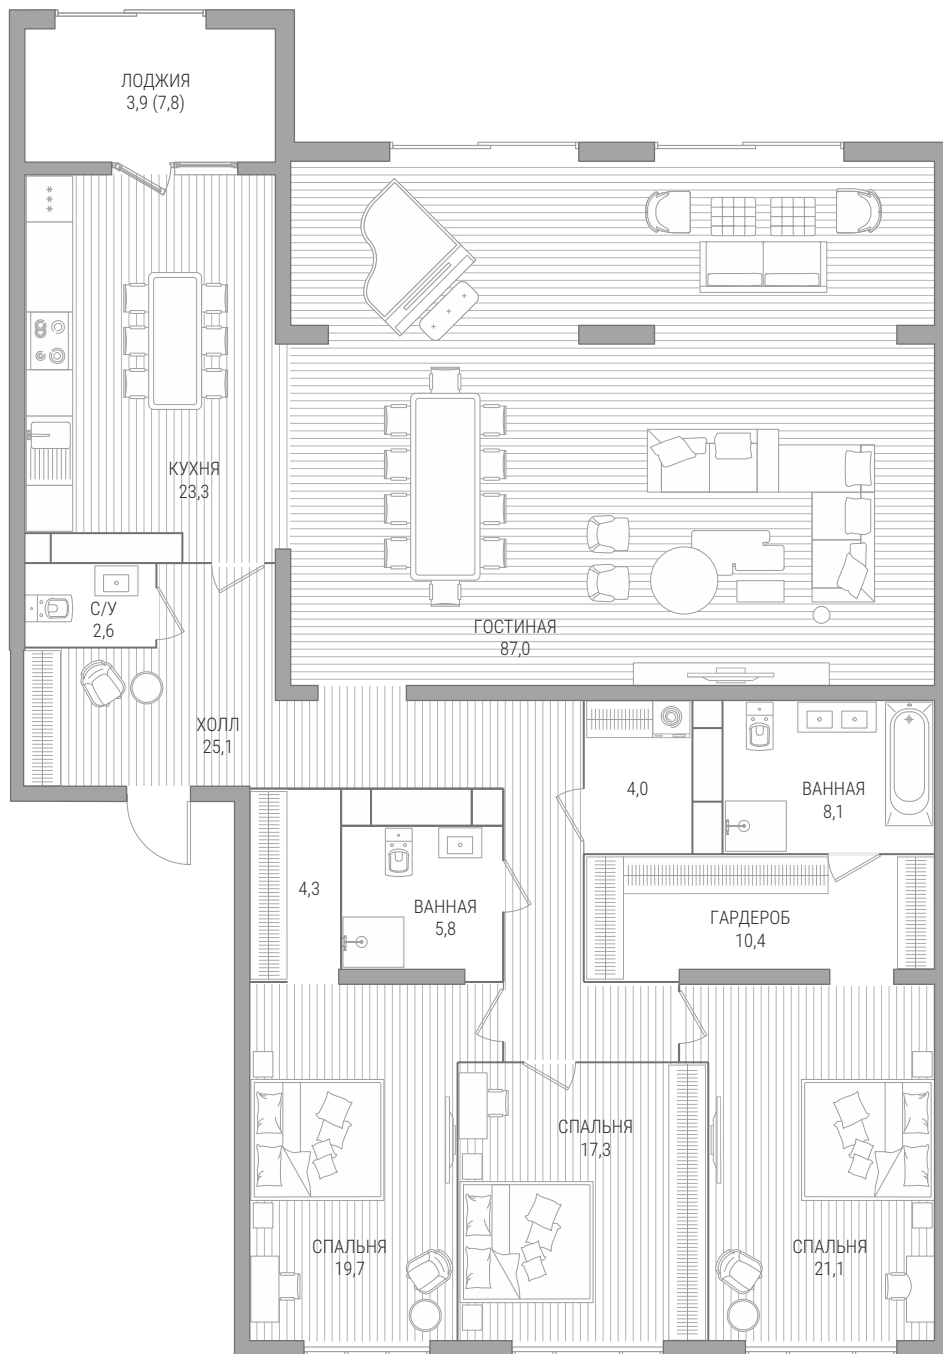 ЛОДЖИЯ
3,9 (7,8)
КУХНЯ
23,3
С/У
2,6
ГОСТИНАЯ
87,0
ХОЛЛ
25,1
4,0
ВАННАЯ
8,1
4,3
ВАННАЯ
5,8
ГАРДЕРОБ
10,4
СПАЛЬНЯ
17,3
СПАЛЬНЯ
19,7
СПАЛЬНЯ
21,1